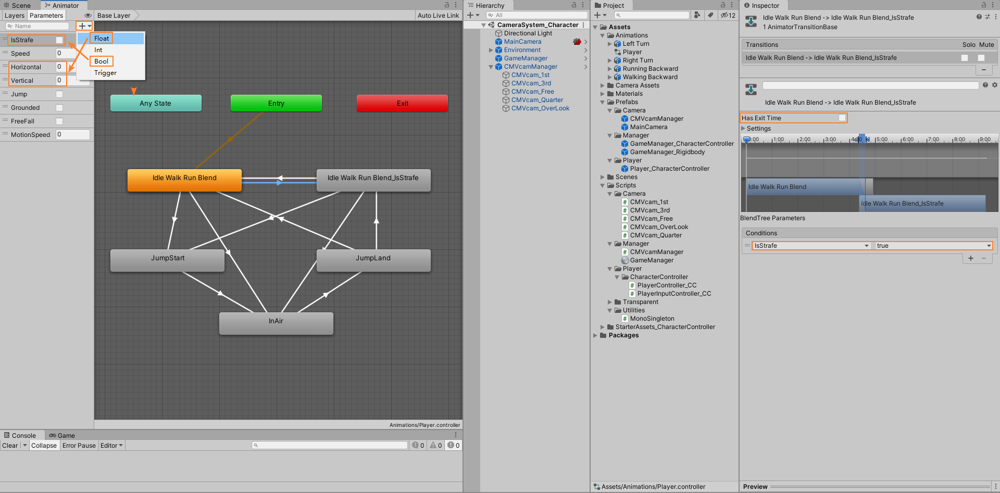 Scene
Animator
Layers
Parameters
Base Layer
Auto Live Link
Name
IsStrafe
Speed
0
Horizontal
0
Vertical
0
Jump
Grounded
FreeFall
MotionSpeed
0
Float
Int
Bool
Trigger
Any State
Entry
Exit
Idle Walk Run Blend
Idle Walk Run Blend_IsStrafe
JumpStart
JumpLand
InAir
Animations/Player.controller
Console
Game
Clear
Collapse
Error Pause
Editor
0
0
0
Hierarchy
All
CameraSystem_Character
Directional Light
MainCamera
Environment
GameManager
CMVcamManager
CMVcam_1st
CMVcam_3rd
CMVcam_Free
CMVcam_Quarter
CMVcam_OverLook
Project
12
Assets
Animations
Left Turn
Player
Right Turn
Running Backward
Walking Backward
Camera Assets
Materials
Prefabs
Camera
CMVcamManager
MainCamera
Manager
GameManager_CharacterController
GameManager_Rigidbody
Player
Player_CharacterController
Scenes
Scripts
Camera
CMVcam_1st
CMVcam_3rd
CMVcam_Free
CMVcam_OverLook
CMVcam_Quarter
Manager
CMVcamManager
GameManager
Player
CharacterController
PlayerController_CC
PlayerInputController_CC
Transparent
Utilities
MonoSingleton
StarterAssets_CharacterController
Packages
Assets/Animations/Player.controller
Inspector
Idle Walk Run Blend -> Idle Walk Run Blend_IsStrafe
1 AnimatorTransitionBase
Transitions
Solo Mute
Idle Walk Run Blend -> Idle Walk Run Blend_IsStrafe
Idle Walk Run Blend -> Idle Walk Run Blend_IsStrafe
Has Exit Time
Settings
1:00 2:00 3:00 5:00 6:00 7:00 8:00 9:00
Idle Walk Run Blend
Idle Walk Run Blend_IsStrafe
BlendTree Parameters
Conditions
IsStrafe
true
Preview